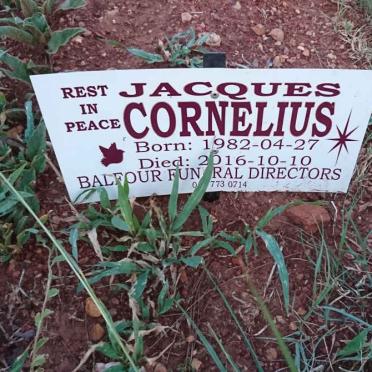 REST IN PEACE
JACQUES
CORNELIUS
Born: 1982-04-27
Died: 2016-10-10
BALFOUR FUNERAL DIRECTORS
773 0714